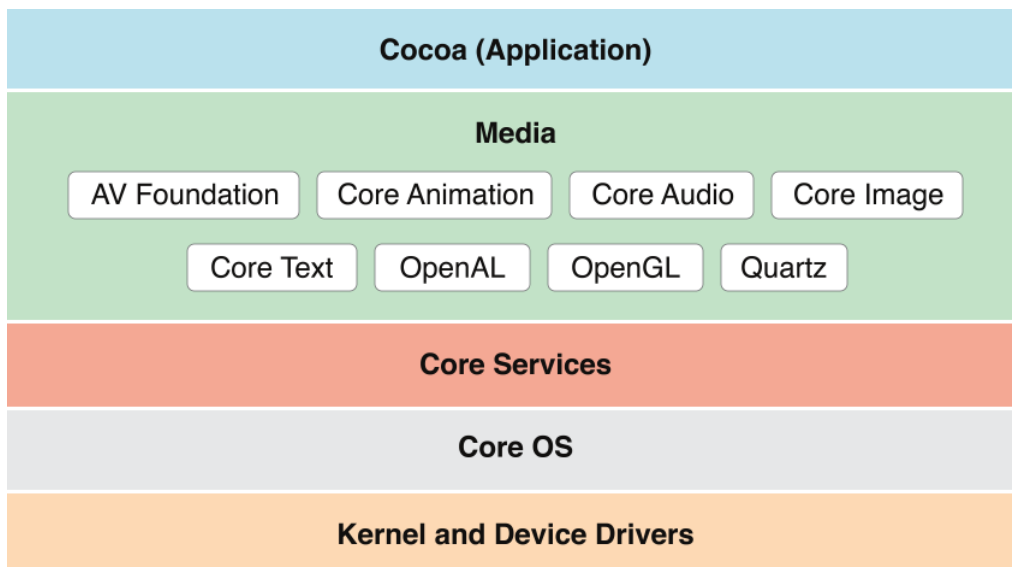 Cocoa (Application)
Media
AV Foundation Core Animation Core Audio Core Image
Core Text OpenAL OpenGL Quartz
Core Services
Core OS
Kernel and Device Drivers